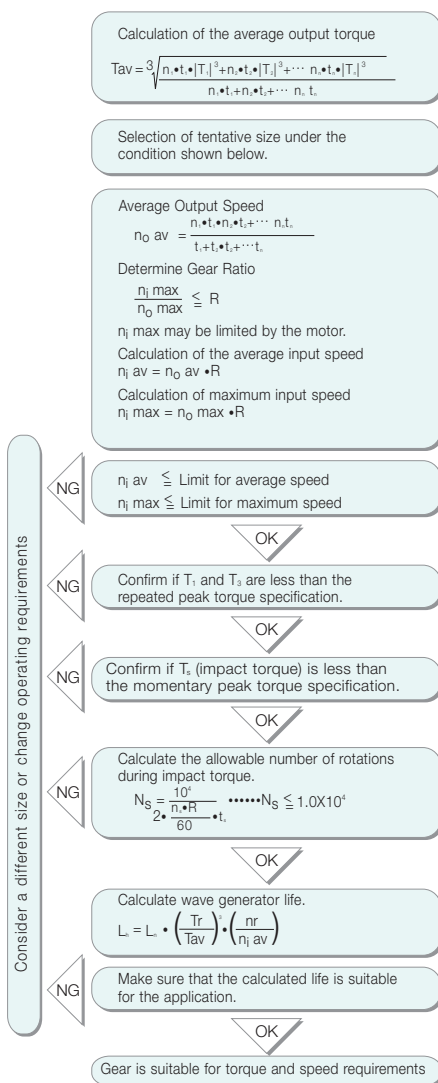 Calculation of the average output torque
Tav = ³√ n₁•t₁•|T₁|³+n₂•t₂•|T₂|³+··· nₙ•tₙ•|Tₙ|³
n₁•t₁+n₂•t₂+··· nₙ tₙ
Selection of tentative size under the
condition shown below.
Average Output Speed
n₀ av = n₁•t₁•n₂•t₂+··· nₙtₙ
t₁+t₂•t₂+···tₙ
Determine Gear Ratio
nᵢ max
n₀ max
≦ R
nᵢ max may be limited by the motor.
Calculation of the average input speed
nᵢ av = n₀ av •R
Calculation of maximum input speed
nᵢ max = n₀ max •R
NG
nᵢ av ≦ Limit for average speed
nᵢ max ≦ Limit for maximum speed
OK
NG
Confirm if T₁ and T₃ are less than the
repeated peak torque specification.
OK
NG
Confirm if Tₛ (impact torque) is less than
the momentary peak torque specification.
OK
NG
Calculate the allowable number of rotations
during impact torque.
10⁴
Nₛ = ······Nₛ ≦ 1.0X10⁴
2• nₛ•R •tₛ
60
OK
Calculate wave generator life.
Lₕ = Lₙ • (Tr/Tav)³ • (nr/nᵢ av)
NG
Make sure that the calculated life is suitable
for the application.
OK
Gear is suitable for torque and speed requirements
Consider a different size or change operating requirements